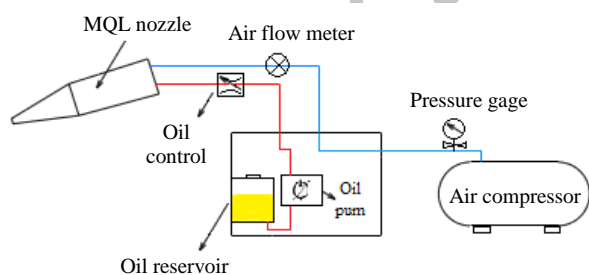 MQL nozzle
Air flow meter
Pressure gage
Oil
control
Oil
pum
Air compressor
Oil reservoir